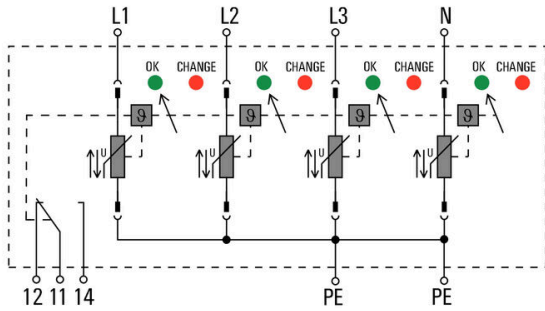 L1 L2 L3 N
OK CHANGE OK CHANGE OK CHANGE OK CHANGE
ϑ ϑ ϑ ϑ
U U U U
12 11 14 PE PE